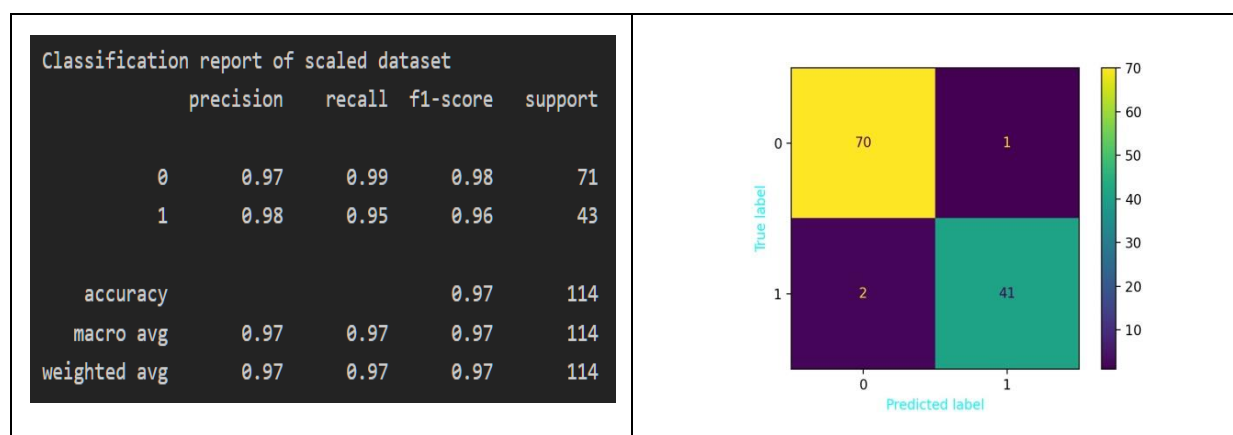 Classification report of scaled dataset
precision recall f1-score support
0 0.97 0.99 0.98 71
1 0.98 0.95 0.96 43
accuracy 0.97 114
macro avg 0.97 0.97 0.97 114
weighted avg 0.97 0.97 0.97 114
70
60
50
40
30
20
10
True label
0
70 1
1
2 41
0 1
Predicted label